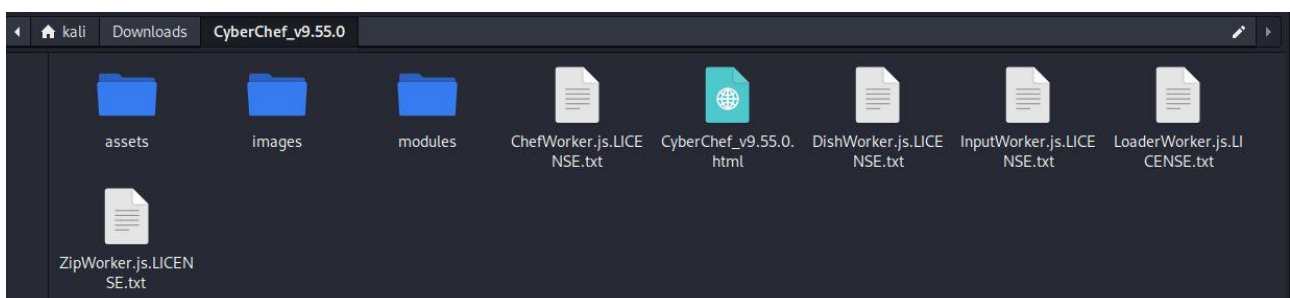 kali Downloads CyberChef_v9.55.0
assets images modules ChefWorker.js.LICE CyberChef_v9.55.0. DishWorker.js.LICE InputWorker.js.LICE LoaderWorker.js.LI
NSE.txt html NSE.txt NSE.txt CENSE.txt
ZipWorker.js.LICEN
SE.txt